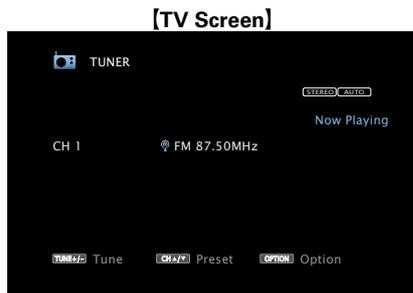 【TV Screen】
TUNER
STEREO AUTO
Now Playing
CH 1 FM 87.50MHz
TUNE+/- Tune CH▲/▼ Preset OPTION Option